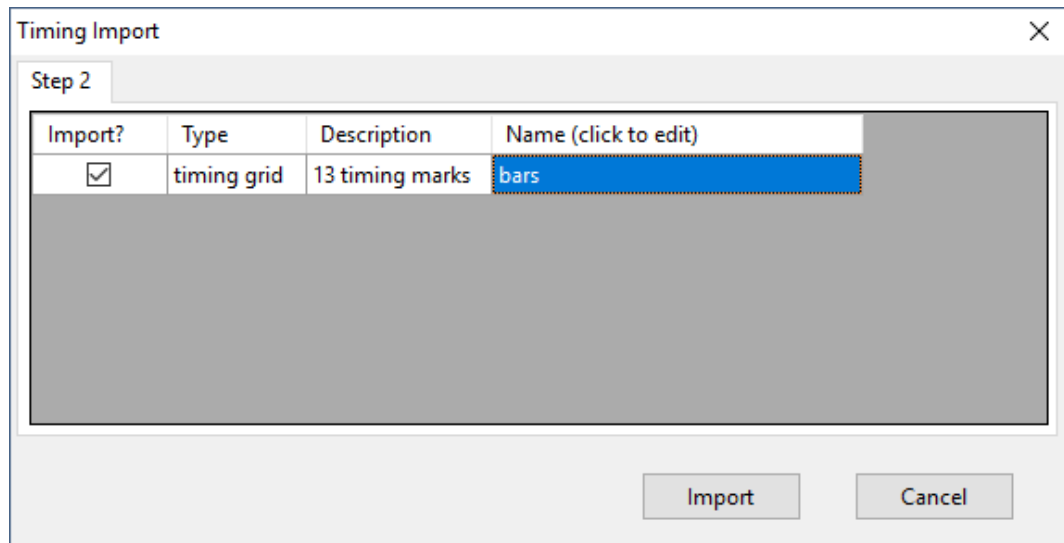 Timing Import
Step 2
Import? Type Description Name (click to edit)
timing grid 13 timing marks bars
Import Cancel